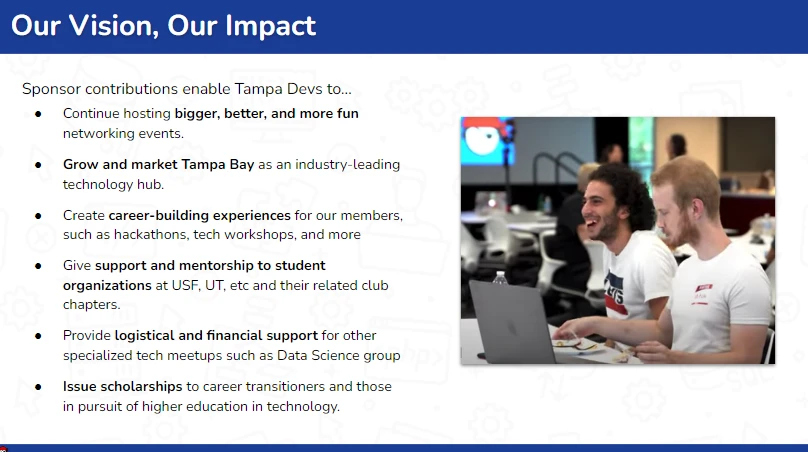 Our Vision, Our Impact
Sponsor contributions enable Tampa Devs to...
● Continue hosting bigger, better, and more fun
networking events.
● Grow and market Tampa Bay as an industry-leading
technology hub.
● Create career-building experiences for our members,
such as hackathons, tech workshops, and more
● Give support and mentorship to student
organizations at USF, UT, etc and their related club
chapters.
● Provide logistical and financial support for other
specialized tech meetups such as Data Science group
● Issue scholarships to career transitioners and those
in pursuit of higher education in technology.